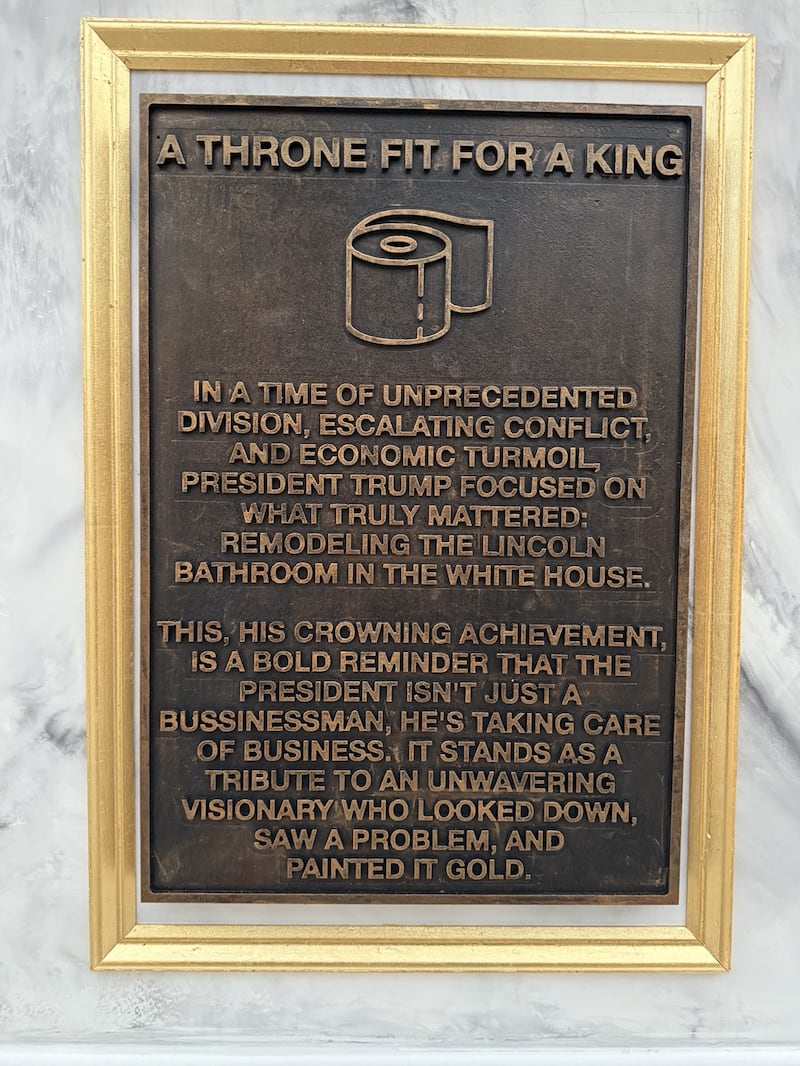 A THRONE FIT FOR A KING
IN A TIME OF UNPRECEDENTED
DIVISION, ESCALATING CONFLICT,
AND ECONOMIC TURMOIL,
PRESIDENT TRUMP FOCUSED ON
WHAT TRULY MATTERED:
REMODELING THE LINCOLN
BATHROOM IN THE WHITE HOUSE.
THIS, HIS CROWNING ACHIEVEMENT,
IS A BOLD REMINDER THAT THE
PRESIDENT ISN'T JUST A
BUSSINESSMAN, HE'S TAKING CARE
OF BUSINESS. IT STANDS AS A
TRIBUTE TO AN UNWAVERING
VISIONARY WHO LOOKED DOWN,
SAW A PROBLEM, AND
PAINTED IT GOLD.